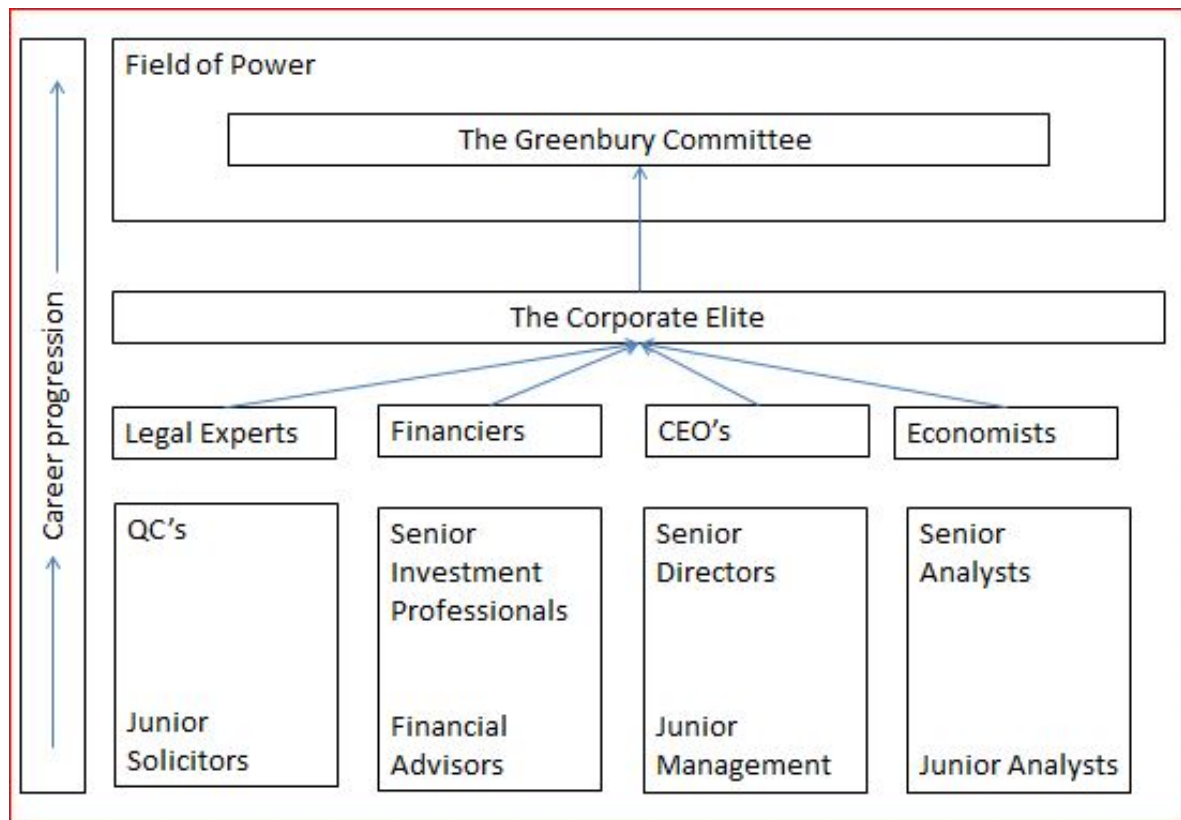 Career progression
Field of Power
The Greenbury Committee
The Corporate Elite
Legal Experts
Financiers
CEO’s
Economists
QC’s
Junior
Solicitors
Senior
Investment
Professionals
Financial
Advisors
Senior
Directors
Junior
Management
Senior
Analysts
Junior Analysts